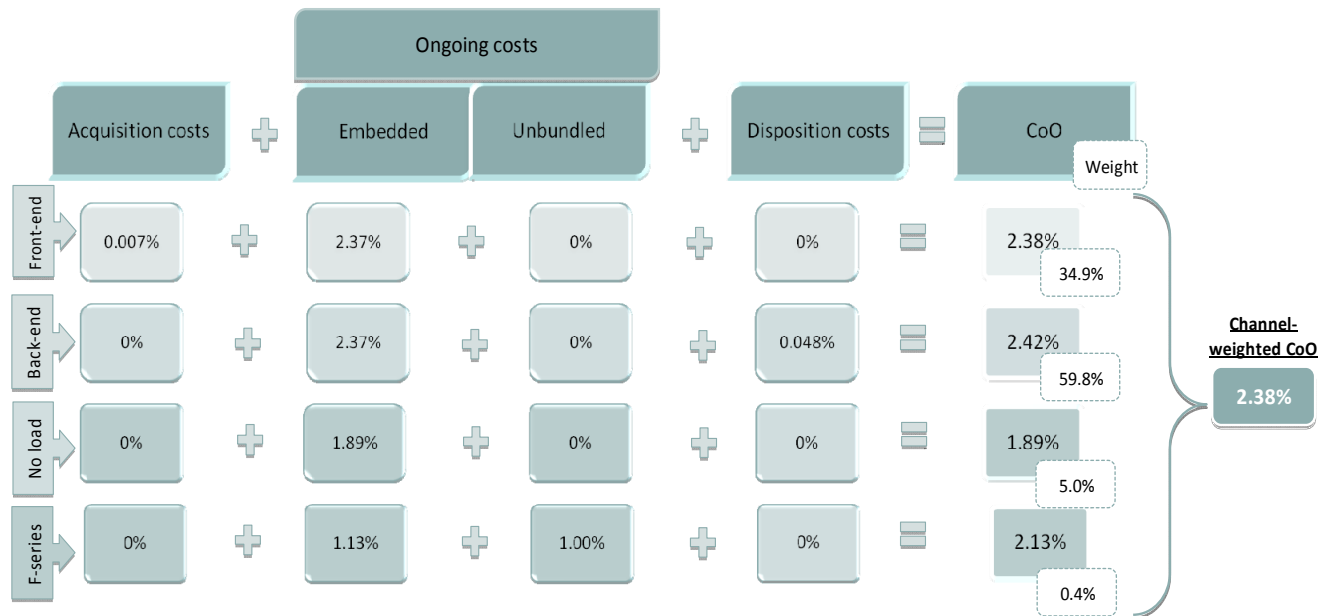 Ongoing costs
Acquisition costs
Embedded
Unbundled
Disposition costs
CoO
Weight
Front-end
0.007%
2.37%
0%
0%
2.38%
34.9%
Back-end
0%
2.37%
0%
0.048%
2.42%
59.8%
No load
0%
1.89%
0%
0%
1.89%
5.0%
F-series
0%
1.13%
1.00%
0%
2.13%
0.4%
Channel-
weighted CoO
2.38%